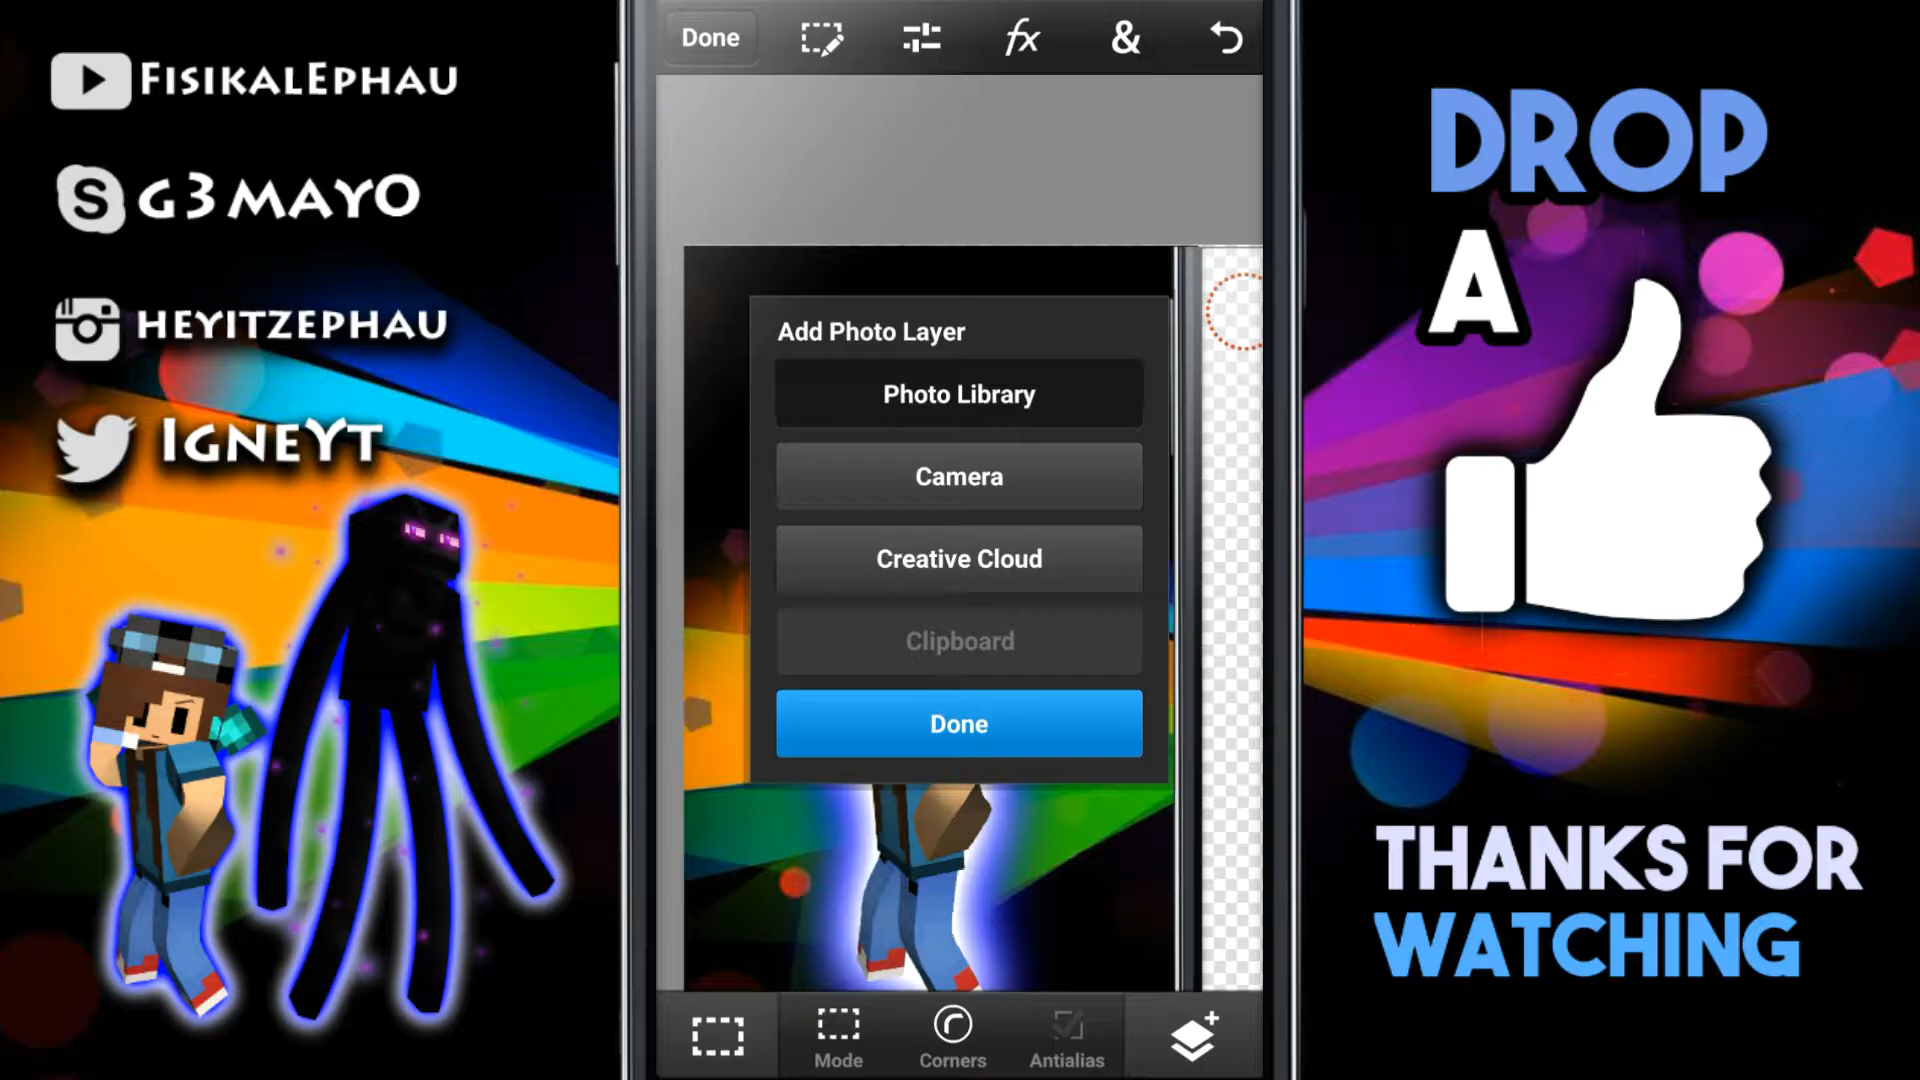 FISIKALEPHAU
G3MAYO
HEYITZEPHAU
IGNEYT
Done
fx
&
Add Photo Layer
Photo Library
Camera
Creative Cloud
Clipboard
Done
Mode
Corners
Antialias
DROP
A
THANKS FOR
WATCHING